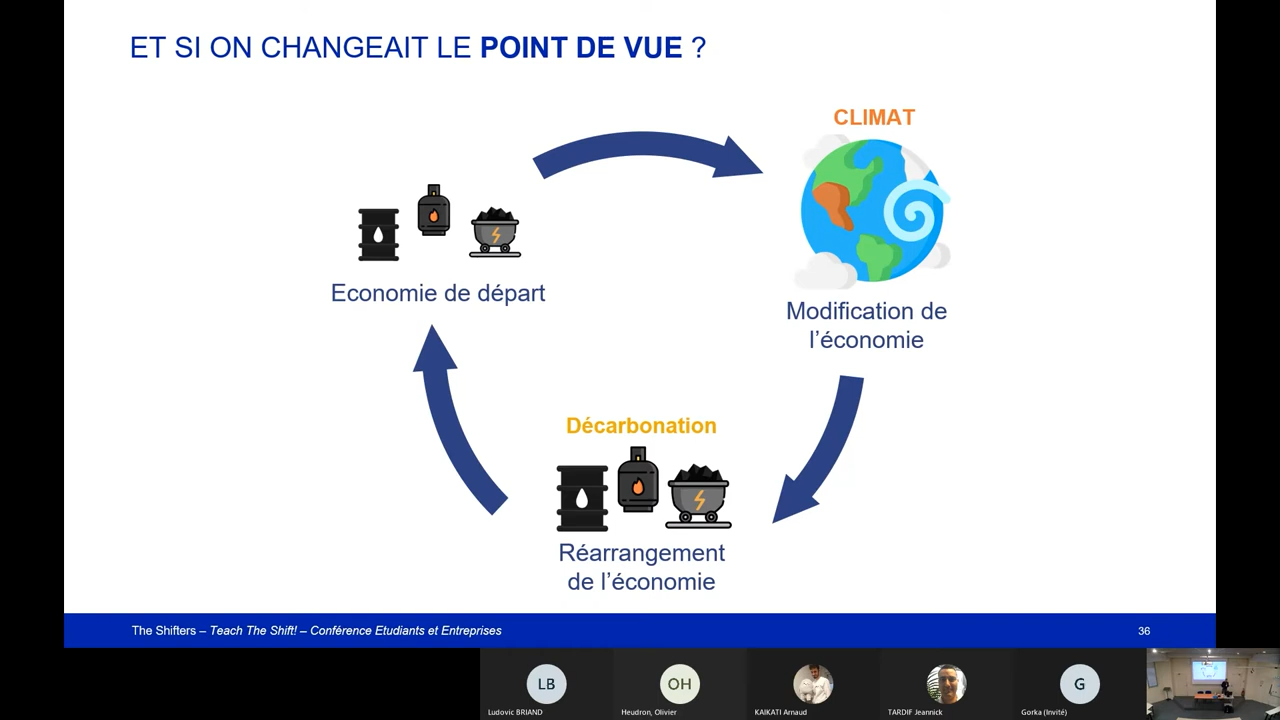 ET SI ON CHANGEAIT LE POINT DE VUE ?
CLIMAT
Economie de départ
Modification de
l'économie
Décarbonation
Réarrangement
de l'économie
The Shifters – Teach The Shift! – Conférence Etudiants et Entreprises
36
LB
OH
G
Ludovic BRIAND
Heudron, Olivier
KAIKATI Arnaud
TARDIF Jeannick
Gorka (Invité)